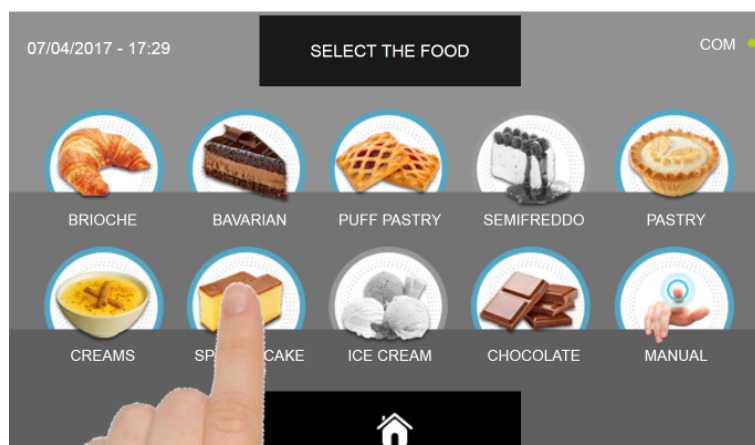 07/04/2017 - 17:29
SELECT THE FOOD
COM
BRIOCHE
BAVARIAN
PUFF PASTRY
SEMIFREDDO
PASTRY
CREAMS
CAKE
ICE CREAM
CHOCOLATE
MANUAL